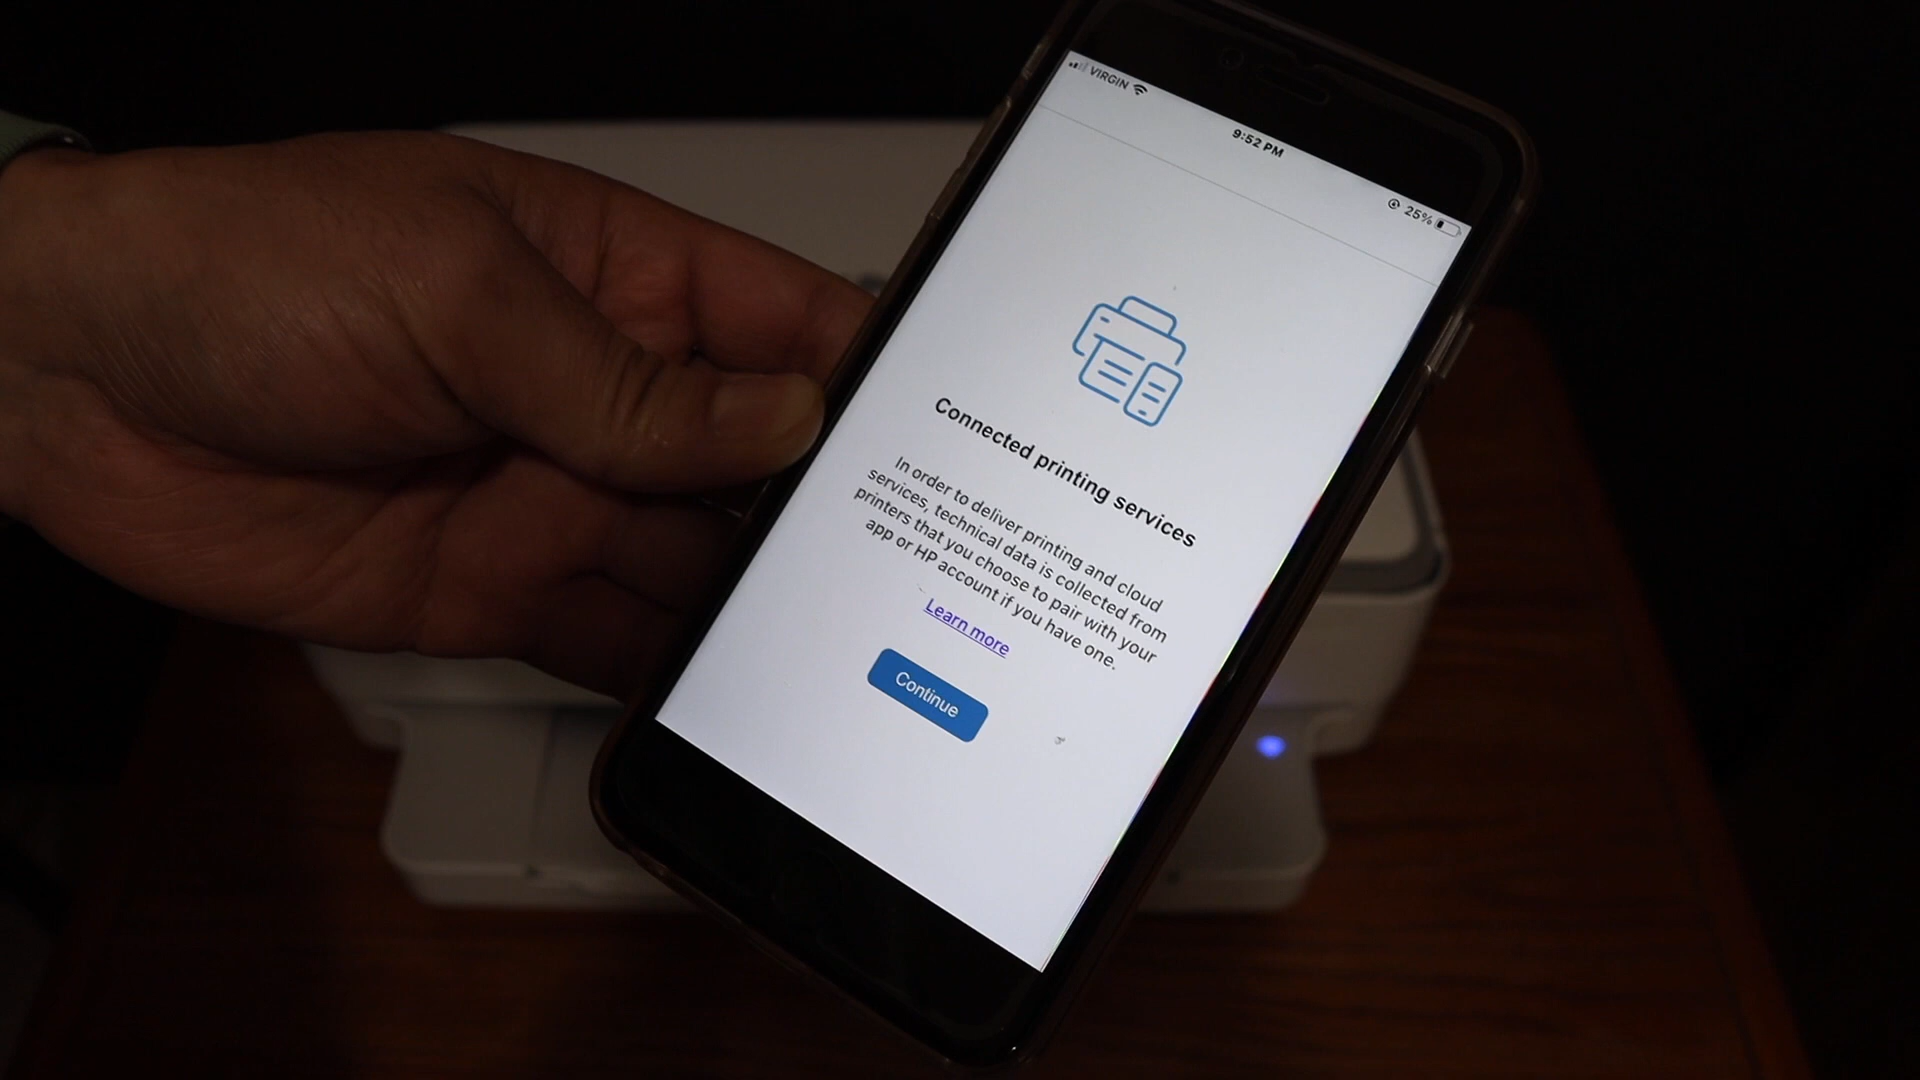 VIRGIN
9:52 PM
25%
Connected printing services
In order to deliver printing and cloud
services, technical data is collected from
printers that you choose to pair with your
app or HP account if you have one.
Learn more
Continue